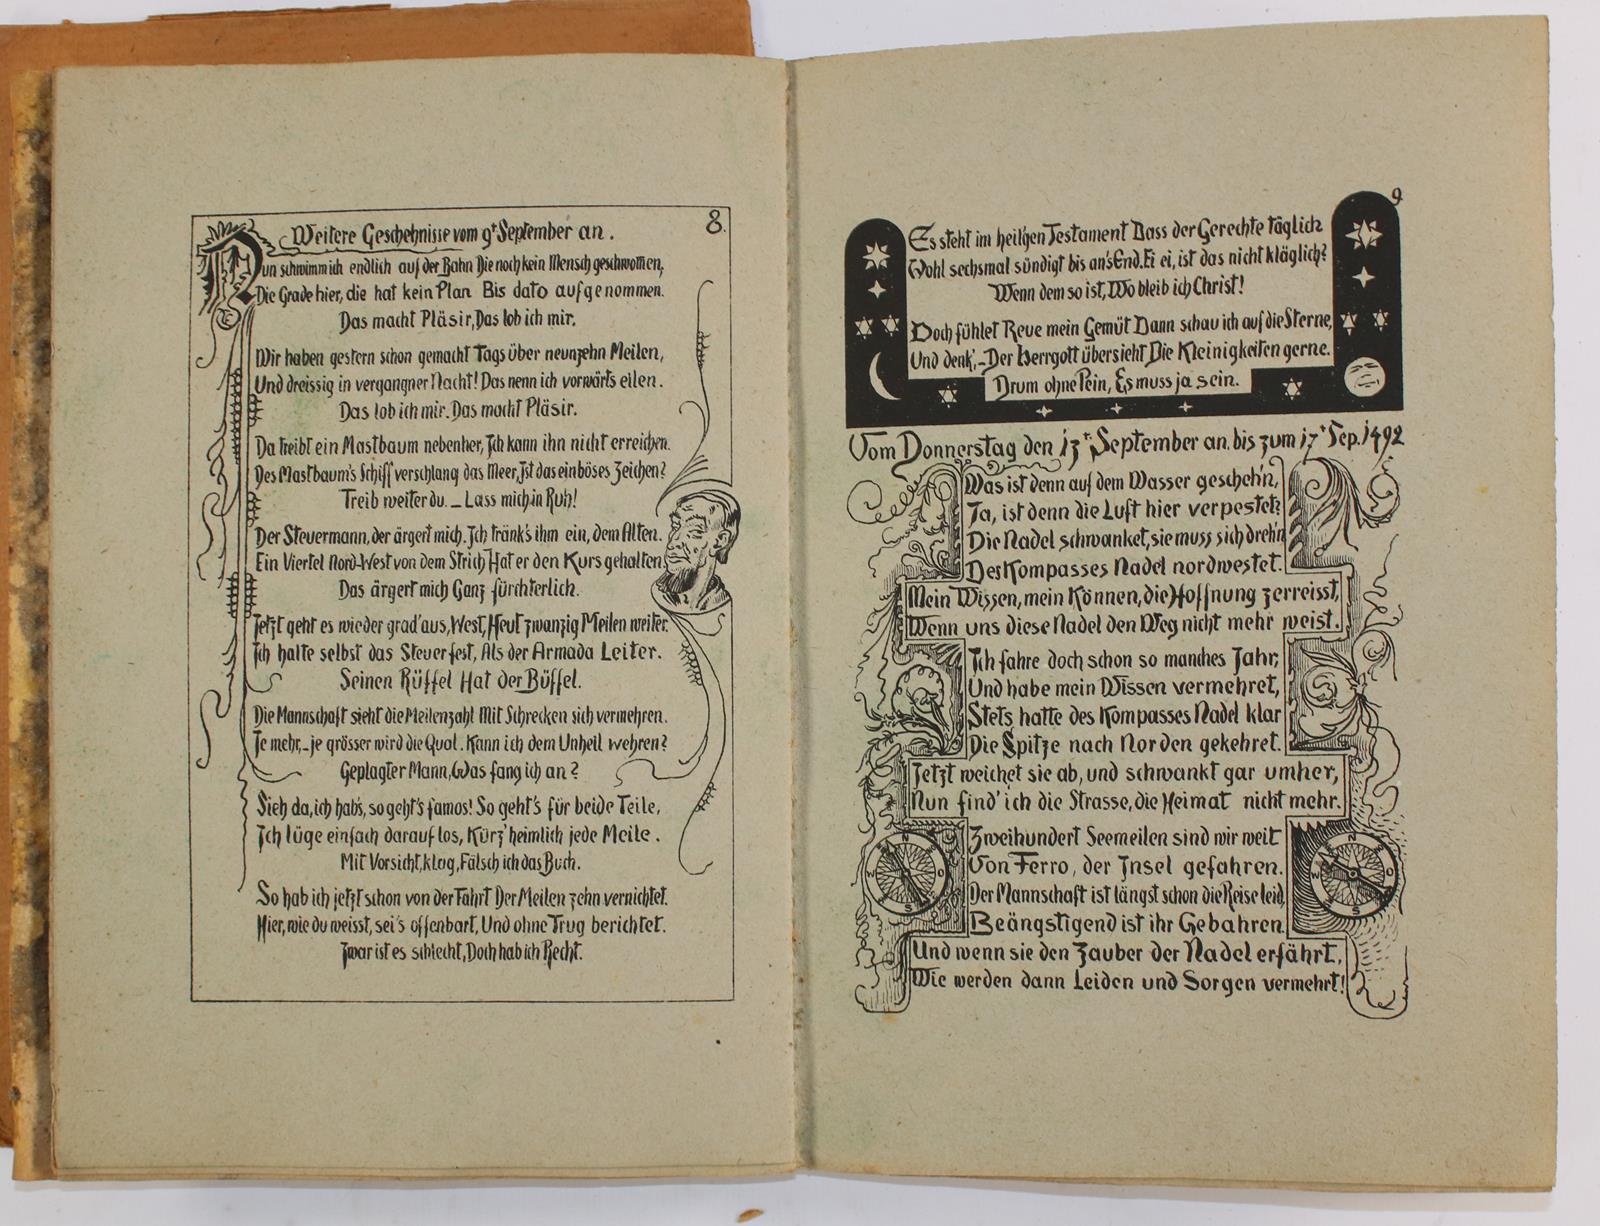 8.
Weitere Geschehnisse vom 9t September an.
Nun schwimm ich endlich auf der Bahn Die noch kein Mensch geschwommen,
Die Grade hier, die hat kein Plan Bis dato aufgenommen.
Das macht Pläsir, Das lob ich mir.
Wir haben gestern schon gemacht Tags über neunzehn Meilen,
Und dreissig in vergangner Nacht! Das nenn ich vorwärts eilen.
Das lob ich mir. Das macht Pläsir.
Da treibt ein Mastbaum nebenher, Ich kann ihn nicht erreichen.
Des Mastbaum's Schiff verschlang das Meer, Ist das ein böses Zeichen?
Treib weiter du. — Lass mich in Ruh!
Der Steuermann, der ärgert mich. Ich tränk's ihm ein, dem Alten.
Ein Viertel Nord-West von dem Strich Hat er den Kurs gehalten
Das ärgert mich Ganz fürchterlich.
Jetzt geht es wieder grad'aus, West, Heut zwanzig Meilen weiter.
Ich halte selbst das Steuer fest, Als der Armada Leiter.
Seinen Rüffel Hat der Büffel.
Die Mannschaft sieht die Meilenzahl Mit Schrecken sich vermehren.
Je mehr, – je grösser wird die Qual. Kann ich dem Unheil wehren?
Geplagter Mann, Was fang ich an?
Sieh da, ich hab's, so geht's famos! So geht's für beide Teile,
Ich lüge einfach darauf los, Kürz' heimlich jede Meile.
Mit Vorsicht, klug, Fälsch ich das Buch.
So hab ich jetzt schon von der Fahrt Der Meilen zehn vernichtet.
Hier, wie du weisst, sei's offenbart, Und ohne Trug berichtet.
Zwar ist es schlecht, Doch hab ich Recht.
9.
Es steht im heil'gen Testament Dass der Gerechte täglich
Wohl sechsmal sündigt bis an's End. Ei ei, ist das nicht kläglich?
Wenn dem so ist, Wo bleib ich Christ!
Doch fühlet Reue mein Gemüt Dann schau ich auf die Sterne,
Und denk', – Der Herrgott übersieht Die Kleinigkeiten gerne.
Drum ohne Pein, Es muss ja sein.
Vom Donnerstag den 13t September an. bis zum 17t Sep. 1492
Was ist denn auf dem Wasser gescheh'n,
Ja, ist denn die Luft hier verpestet?
Die Nadel schwanket, sie muss sich dreh'n
Des Kompasses Nadel nordwestet.
Mein Wissen, mein Können, die Hoffnung zerreisst,
Wenn uns diese Nadel den Weg nicht mehr weist.
Ich fahre doch schon so manches Jahr,
Und habe mein Wissen vermehret,
Stets hatte des Kompasses Nadel klar
Die Spitze nach Norden gekehret.
Jetzt weichet sie ab, und schwankt gar umher,
Nun find' ich die Strasse, die Heimat nicht mehr.
Zweihundert Seemeilen sind wir weit
Von Ferro, der Insel gefahren.
Der Mannschaft ist längst schon die Reise leid,
Beängstigend ist ihr Gebahren.
Und wenn sie den Zauber der Nadel erfährt,
Wie werden dann Leiden und Sorgen vermehrt!